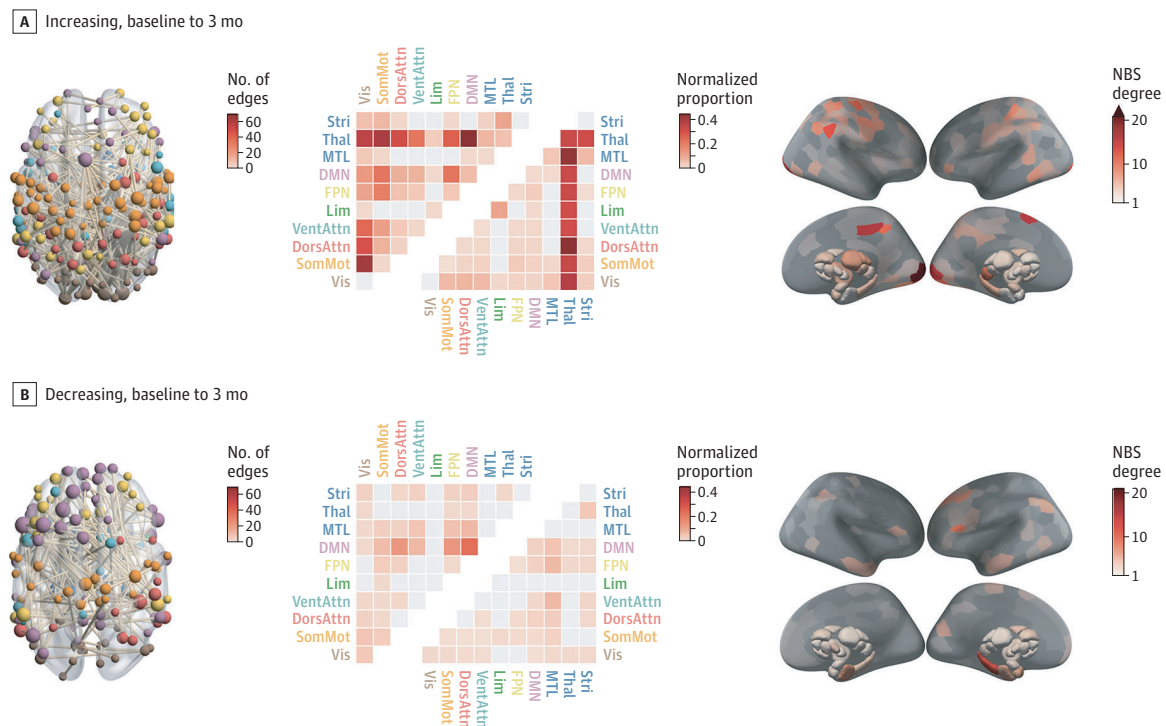 A Increasing, baseline to 3 mo
No. of
edges
60
40
20
0
Vis
SomMot
DorsAttn
VentAttn
Lim
FPN
DMN
MTL
Thal
Stri
Stri
Thal
MTL
DMN
FPN
Lim
VentAttn
DorsAttn
SomMot
Vis
Normalized
proportion
0.4
0.2
0
Stri
Thal
MTL
DMN
FPN
Lim
VentAttn
DorsAttn
SomMot
Vis
Vis
SomMot
DorsAttn
VentAttn
Lim
FPN
DMN
MTL
Thal
Stri
NBS
degree
20
10
1
B Decreasing, baseline to 3 mo
No. of
edges
60
40
20
0
Vis
SomMot
DorsAttn
VentAttn
Lim
FPN
DMN
MTL
Thal
Stri
Stri
Thal
MTL
DMN
FPN
Lim
VentAttn
DorsAttn
SomMot
Vis
Normalized
proportion
0.4
0.2
0
Stri
Thal
MTL
DMN
FPN
Lim
VentAttn
DorsAttn
SomMot
Vis
Vis
SomMot
DorsAttn
VentAttn
Lim
FPN
DMN
MTL
Thal
Stri
NBS
degree
20
10
1